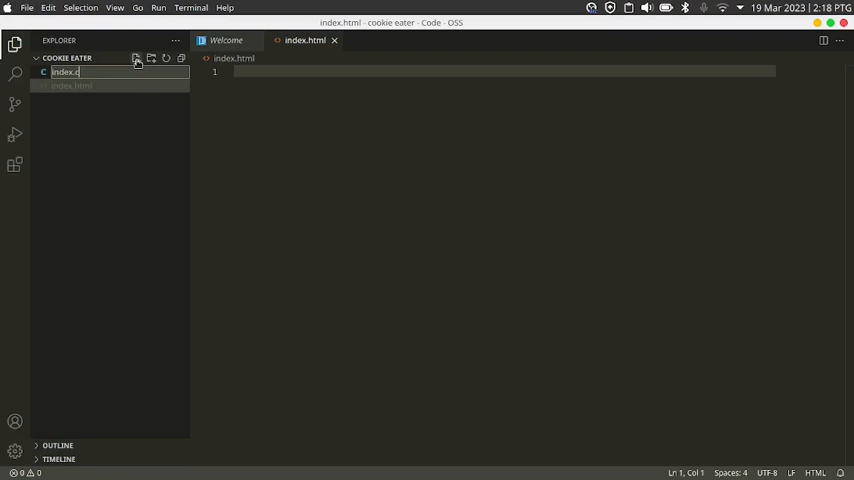 File Edit Selection View Go Run Terminal Help
19 Mar 2023 | 2:18 PTG
index.html - cookie eater - Code - OSS
EXPLORER
Welcome
index.html
COOKIE EATER
index.html
C index.c
1
index.html
OUTLINE
TIMELINE
0 0
Ln 1, Col 1 Spaces: 4 UTF-8 LF HTML